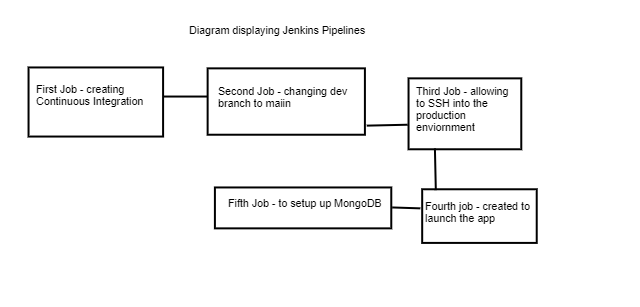 Diagram displaying Jenkins Pipelines
First Job - creating
Continuous Integration
Second Job - changing dev
branch to maiin
Third Job - allowing
to SSH into the
production
enviornment
Fourth job - created to
launch the app
Fifth Job - to setup up MongoDB